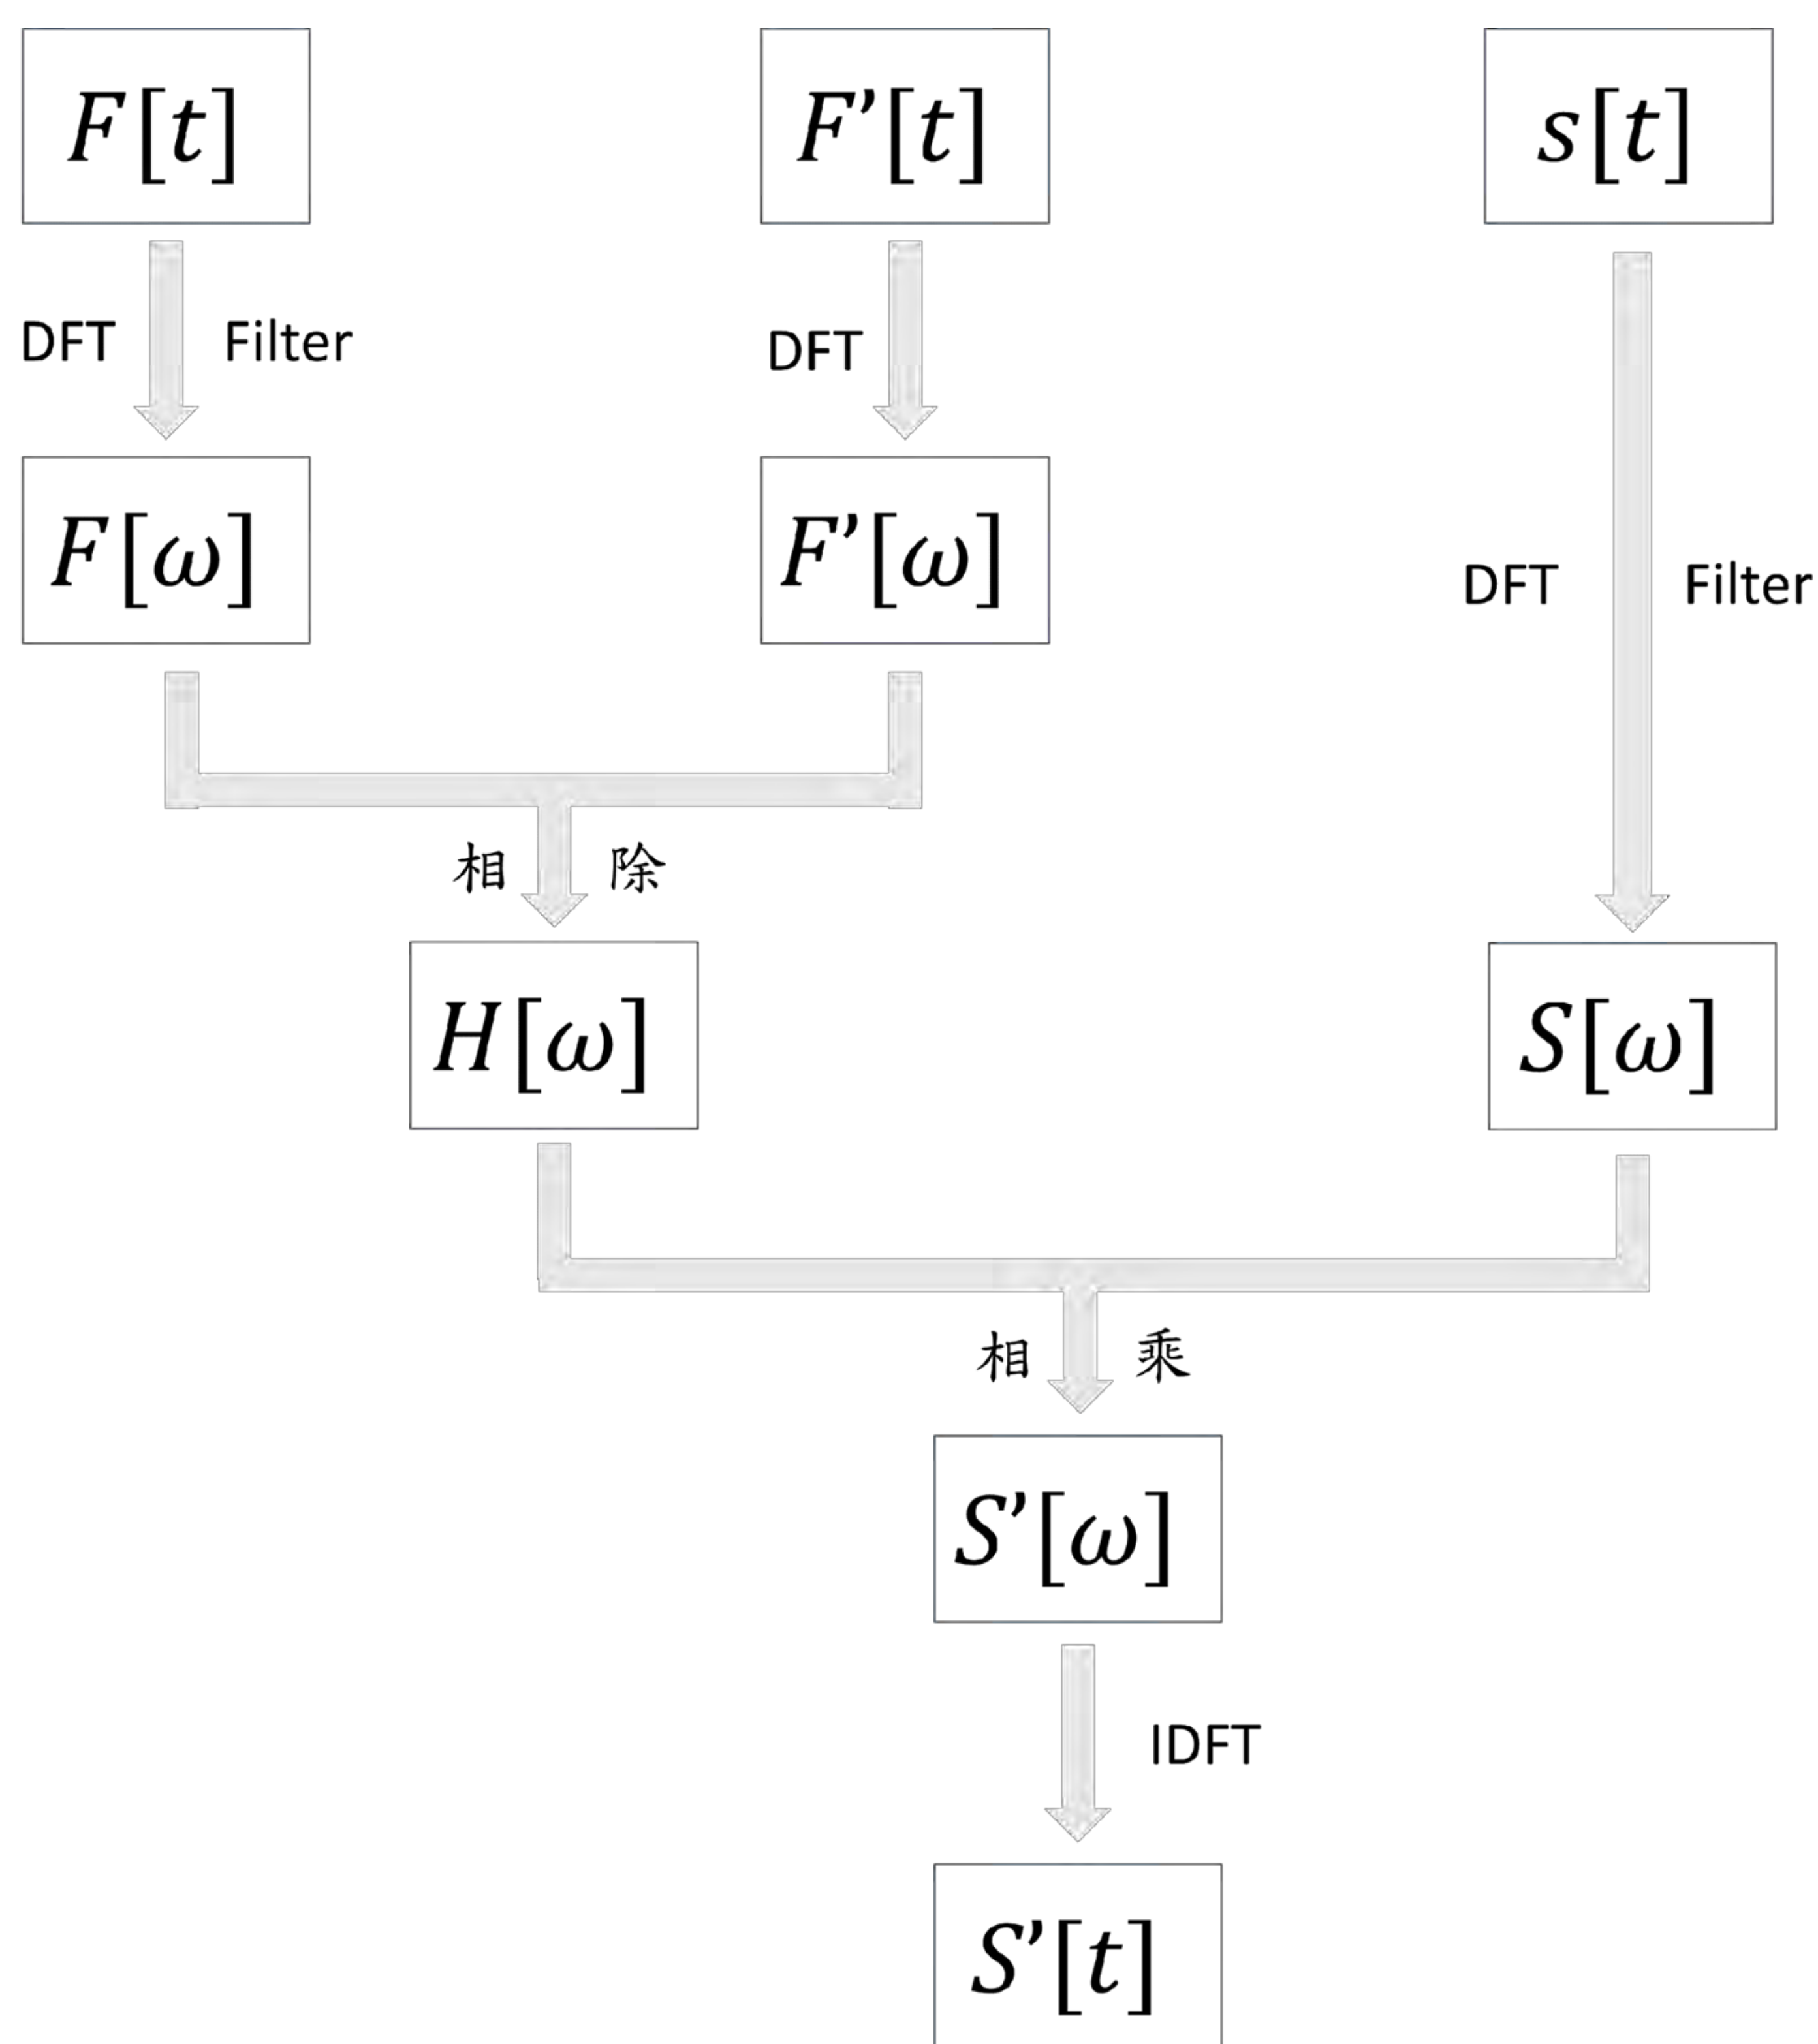 F[t]
F’[t]
s[t]
DFT
Filter
DFT
F[ω]
F’[ω]
DFT
Filter
相 除
H[ω]
S[ω]
相 乘
S’[ω]
IDFT
S’[t]